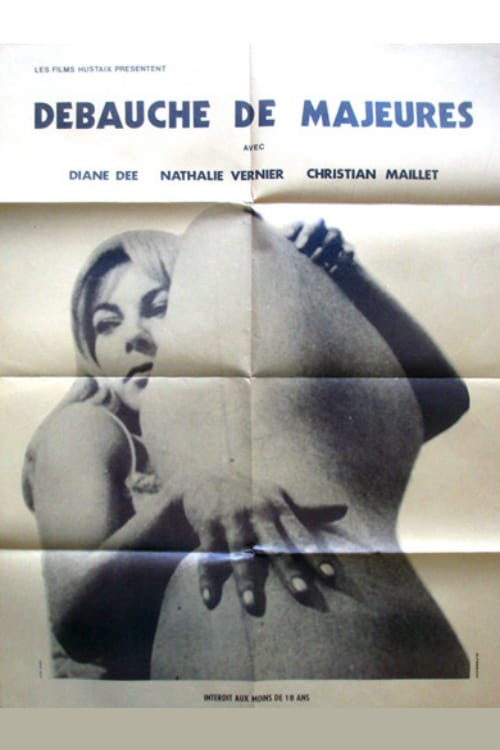 LES FILMS HUSTAIX PRESENTENT
DEBAUCHE DE MAJEURES
AVEC
DIANE DEE NATHALIE VERNIER CHRISTIAN MAILLET
INTERDIT AUX MOINS DE 18 ANS